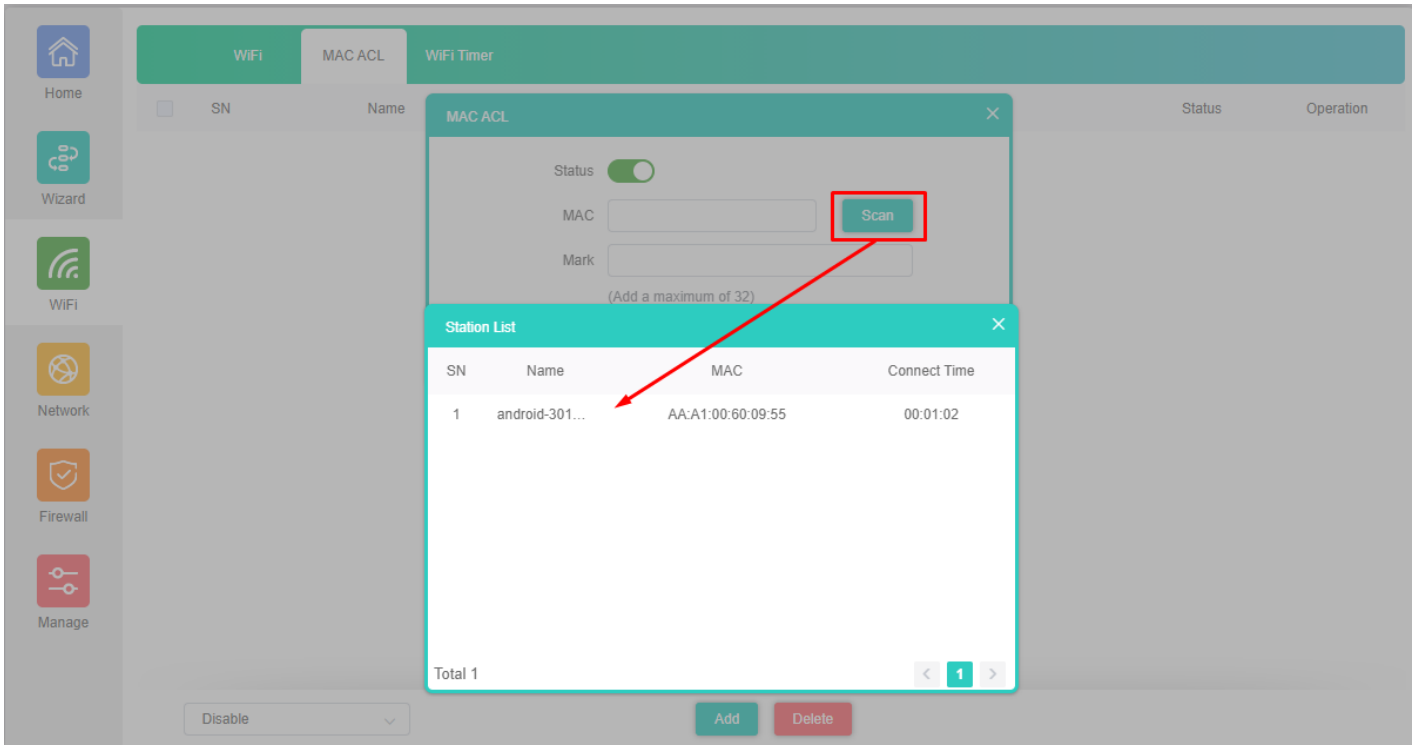 Home
Wizard
WiFi
Network
Firewall
Manage
WiFi MAC ACL WiFi Timer
SN Name Status Operation
MAC ACL
Status
MAC Scan
Mark
(Add a maximum of 32)
Station List
SN Name MAC Connect Time
1 android-301... AA:A1:00:60:09:55 00:01:02
Total 1 < 1 >
Disable Add Delete